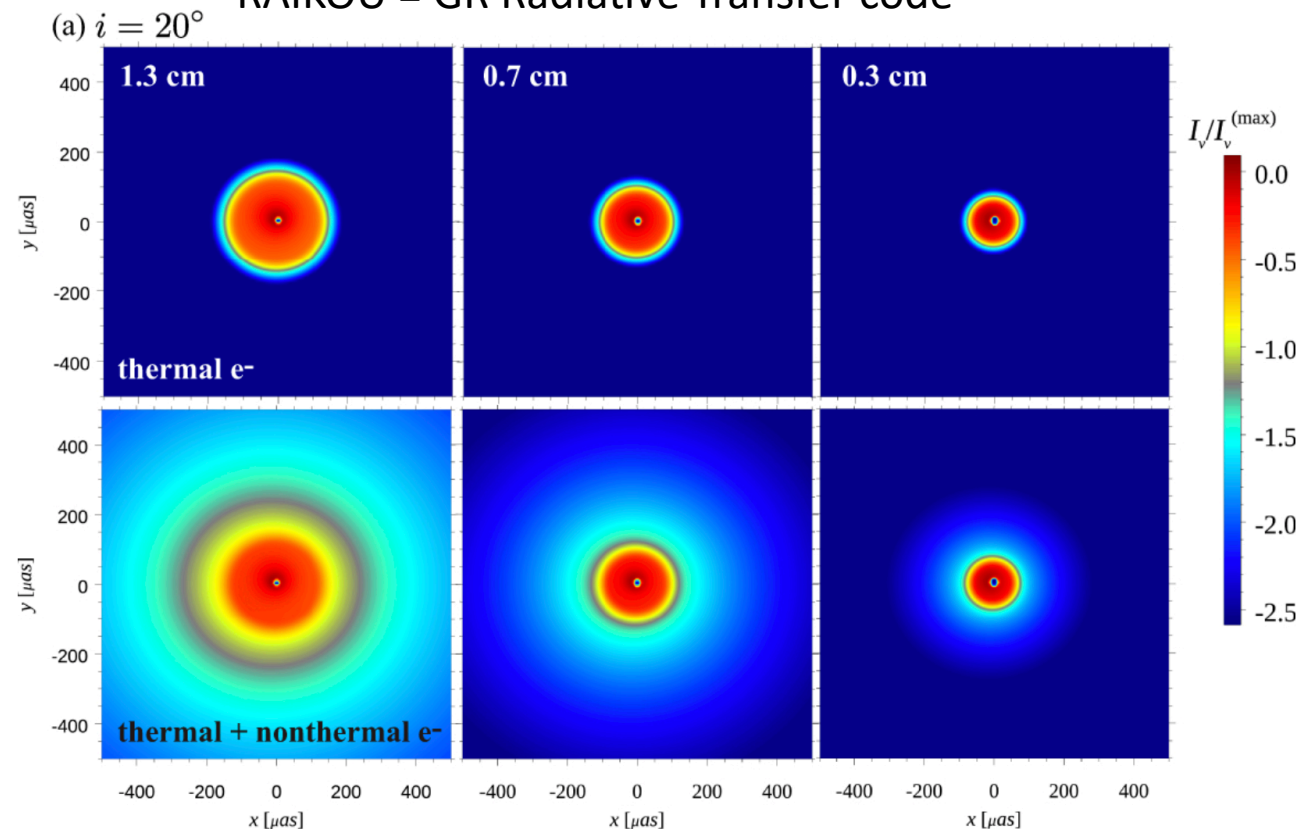 RAIKOU = GR Radiative Transfer code
(a) i = 20°
1.3 cm
0.7 cm
0.3 cm
I_ν/I_ν^(max)
400
200
0
-200
-400
y [μas]
thermal e-
0.0
-0.5
-1.0
-1.5
-2.0
-2.5
400
200
0
-200
-400
y [μas]
thermal + nonthermal e-
-400 -200 0 200 400
-400 -200 0 200 400
-400 -200 0 200 400
x [μas]
x [μas]
x [μas]